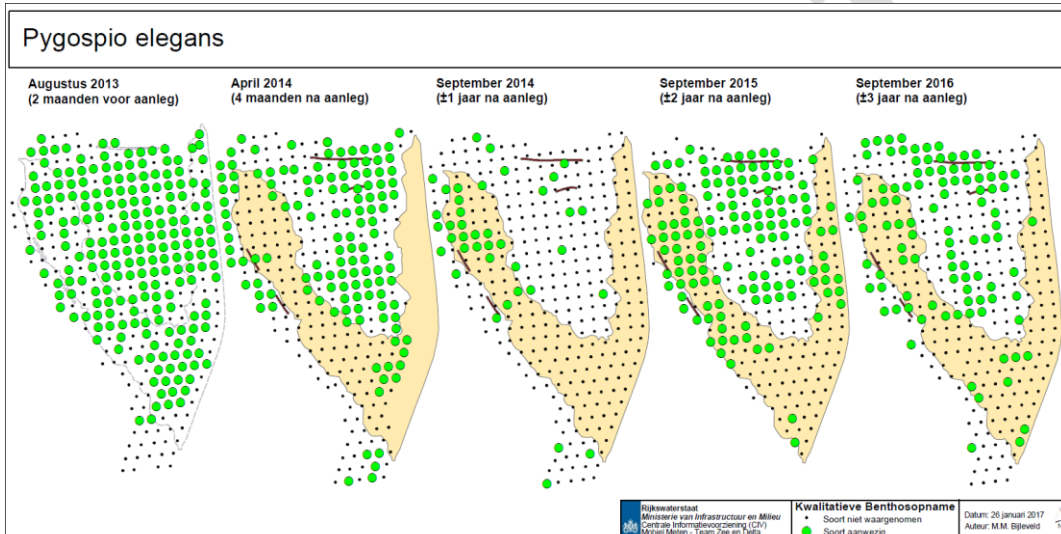 Pygospio elegans
Augustus 2013
(2 maanden voor aanleg)
April 2014
(4 maanden na aanleg)
September 2014
(±1 jaar na aanleg)
September 2015
(±2 jaar na aanleg)
September 2016
(±3 jaar na aanleg)
Rijkswaterstaat
Ministerie van Infrastructuur en Milieu
Centrale Informatievoorziening (CIV)
Mobiel Meten - Team Zee en Delta
Kwalitatieve Benthosopname
Soort niet waargenomen
Soort aanwezig
Datum: 26 januari 2017
Auteur: M.M. Bijleveld